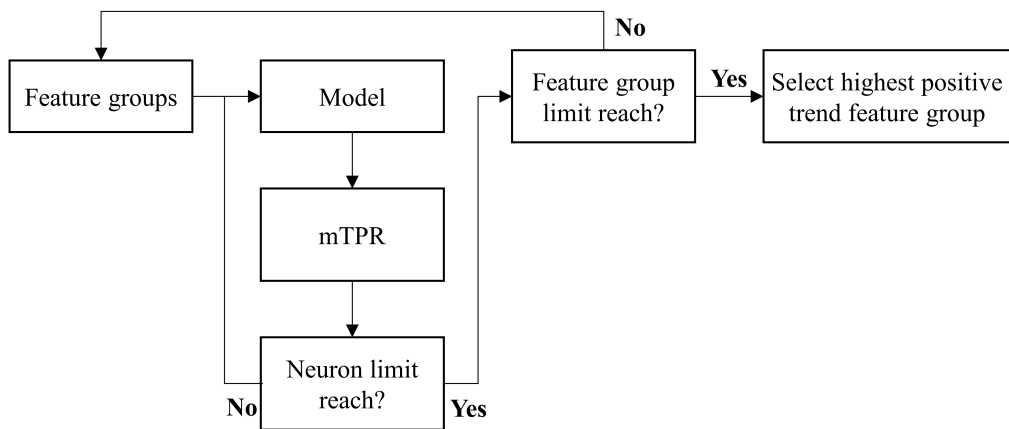 No
Feature groups
Model
Feature group
limit reach?
Yes
Select highest positive
trend feature group
mTPR
Neuron limit
reach?
No
Yes